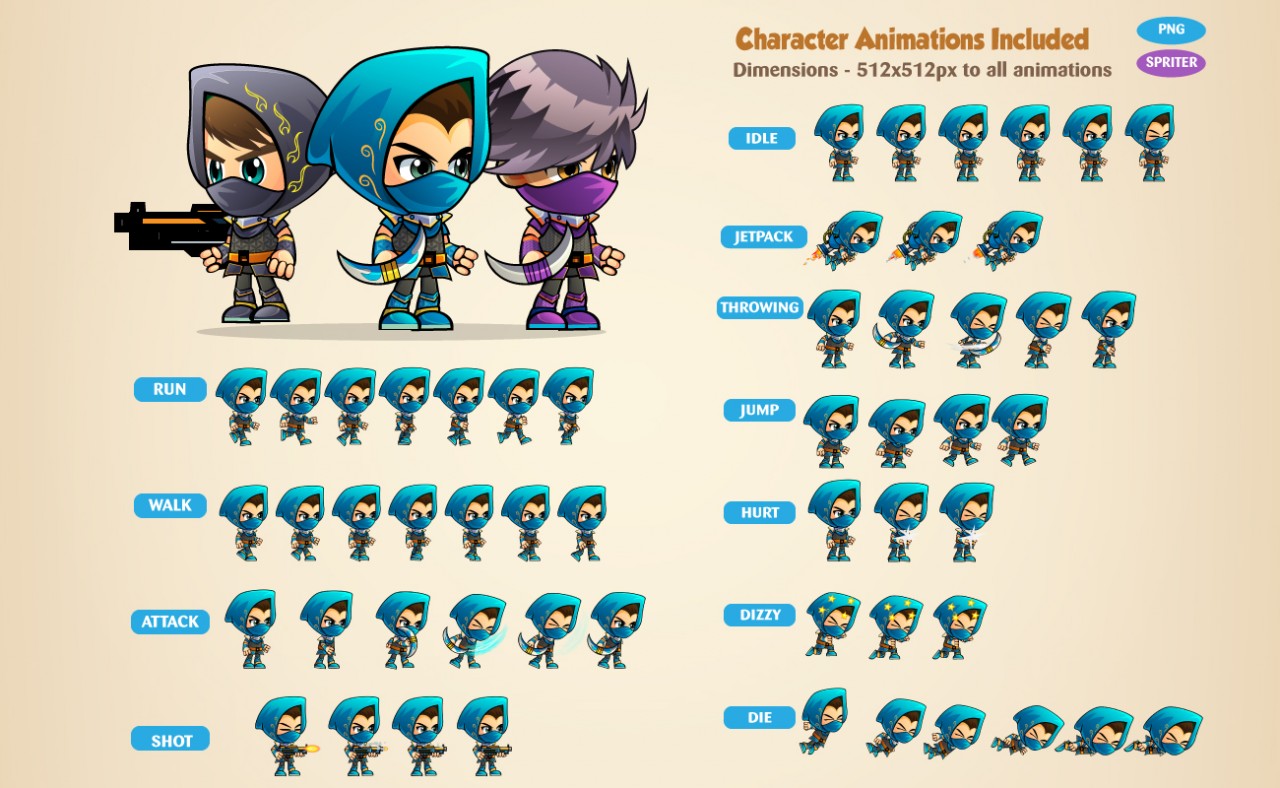 Character Animations Included
Dimensions - 512x512px to all animations
PNG
SPRITER
IDLE
JETPACK
THROWING
JUMP
HURT
DIZZY
DIE
RUN
WALK
ATTACK
SHOT